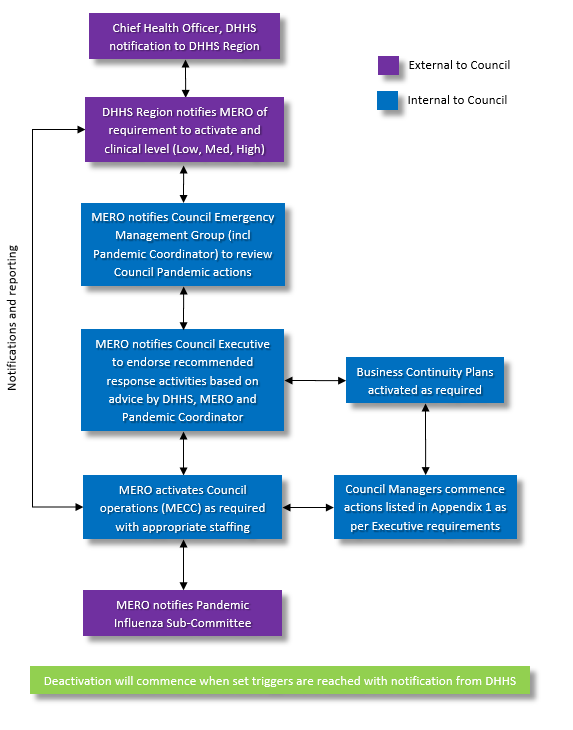 Chief Health Officer, DHHS
notification to DHHS Region
External to Council
Internal to Council
DHHS Region notifies MERO of
requirement to activate and
clinical level (Low, Med, High)
MERO notifies Council Emergency
Management Group (incl
Pandemic Coordinator) to review
Council Pandemic actions
Notifications and reporting
MERO notifies Council Executive
to endorse recommended
response activities based on
advice by DHHS, MERO and
Pandemic Coordinator
Business Continuity Plans
activated as required
MERO activates Council
operations (MECC) as required
with appropriate staffing
Council Managers commence
actions listed in Appendix 1 as
per Executive requirements
MERO notifies Pandemic
Influenza Sub-Committee
Deactivation will commence when set triggers are reached with notification from DHHS